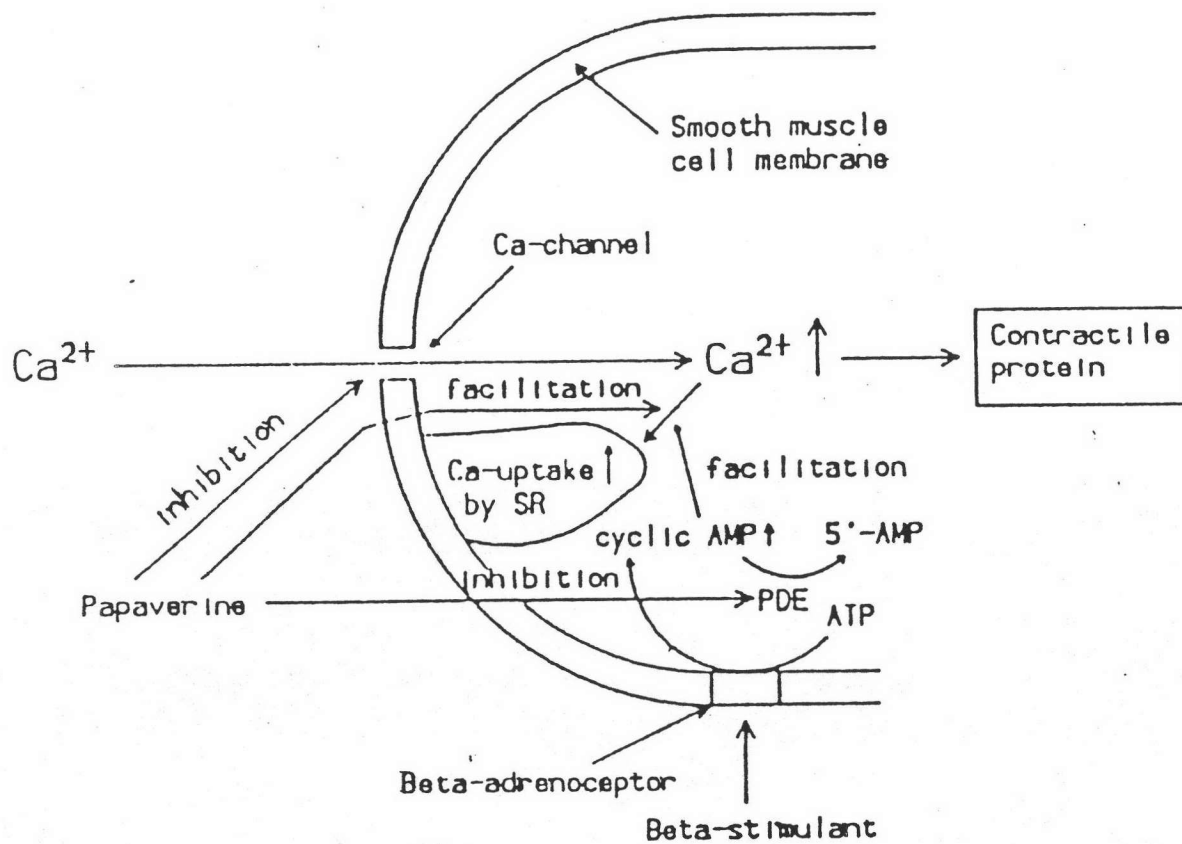 Smooth muscle
cell membrane
Ca-channel
Ca2+
Ca2+ ↑
Contractile
protein
facilitation
inhibition
Ca-uptake ↑
by SR
facilitation
cyclic AMP↑
5'-AMP
inhibition
Papaverine
PDE
ATP
Beta-adrenoceptor
Beta-stimulant